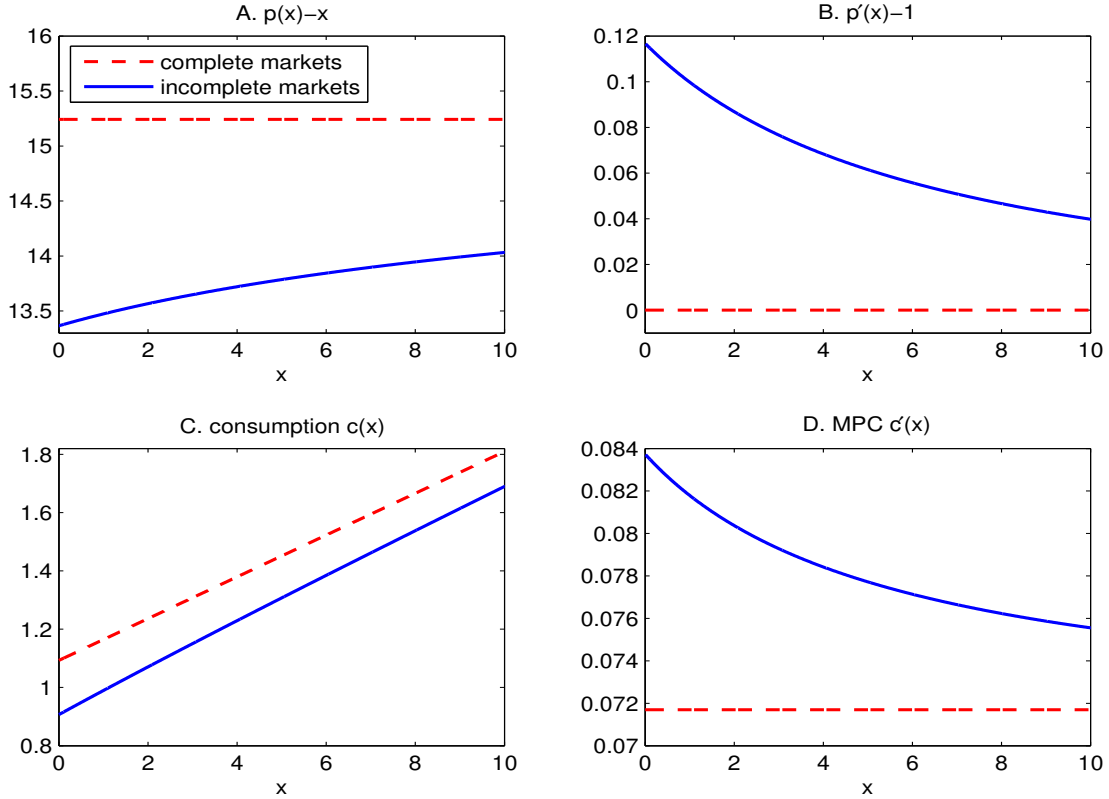 A. p(x)−x
16
15.5
15
14.5
14
13.5
0 2 4 6 8 10
x
complete markets
incomplete markets
B. p′(x)−1
0.12
0.1
0.08
0.06
0.04
0.02
0
0 2 4 6 8 10
x
C. consumption c(x)
1.8
1.6
1.4
1.2
1
0.8
0 2 4 6 8 10
x
D. MPC c′(x)
0.084
0.082
0.08
0.078
0.076
0.074
0.072
0.07
0 2 4 6 8 10
x